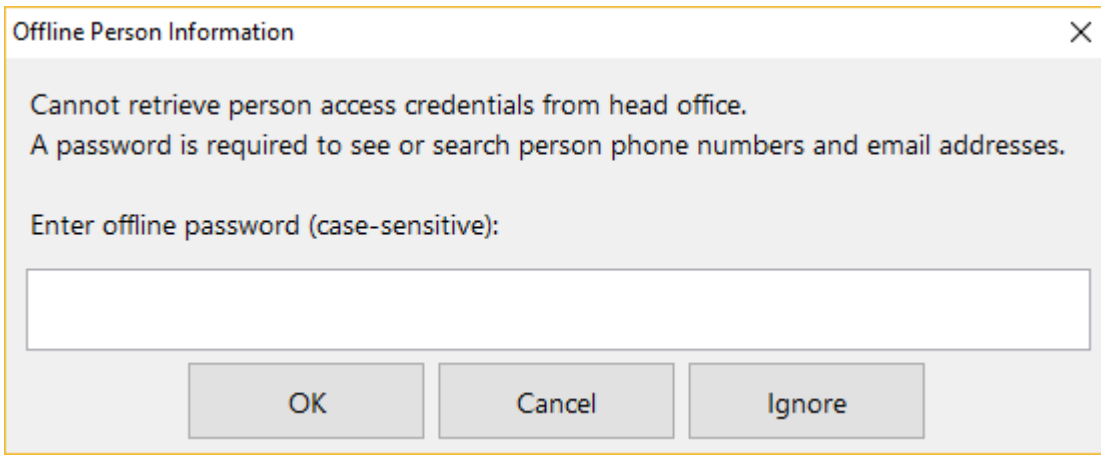 Offline Person Information
Cannot retrieve person access credentials from head office.
A password is required to see or search person phone numbers and email addresses.
Enter offline password (case-sensitive):
OK Cancel Ignore